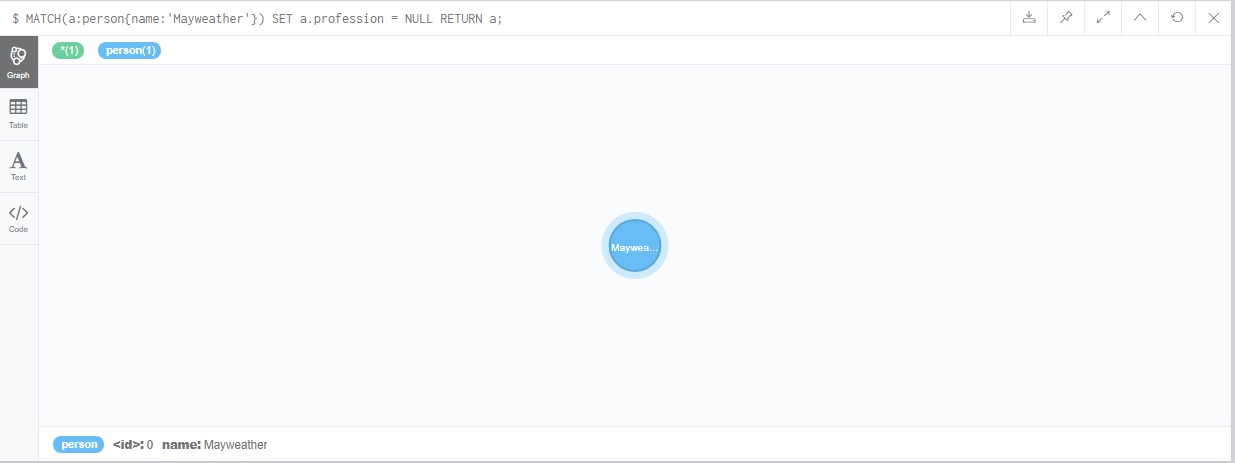 $ MATCH(a:person{name:'Mayweather'}) SET a.profession = NULL RETURN a;
*(1) person(1)
Graph
Table
A
Text
</>
Code
Maywea...
person <id>: 0 name: Mayweather